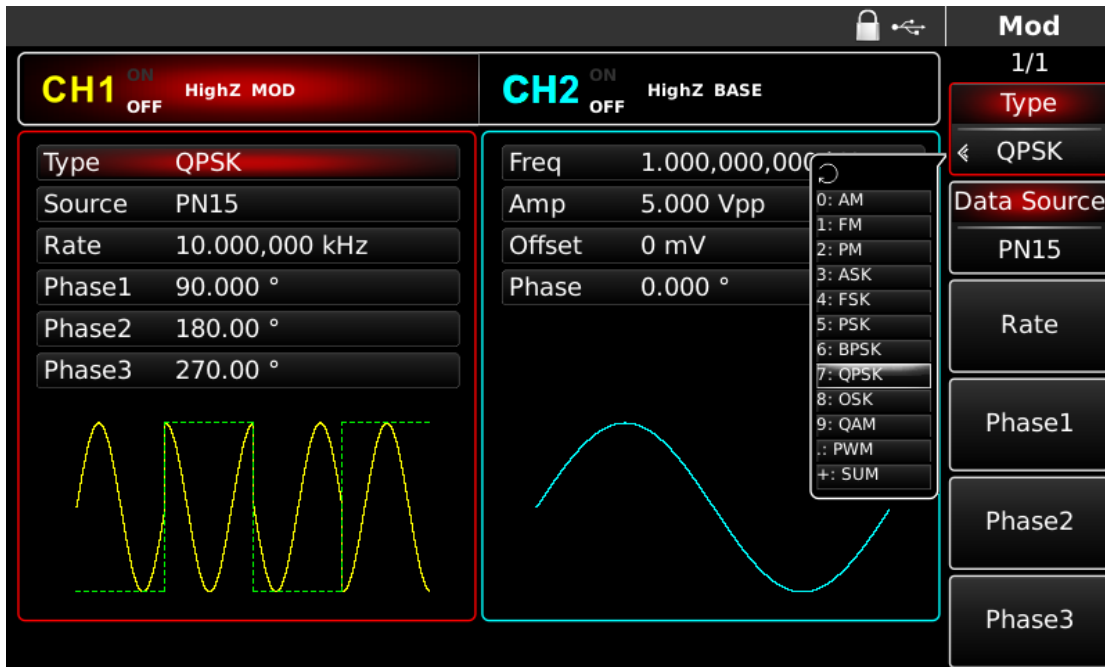 Mod
1/1
CH1 ON OFF HighZ MOD
CH2 ON OFF HighZ BASE
Type QPSK
Source PN15
Rate 10.000,000 kHz
Phase1 90.000 °
Phase2 180.00 °
Phase3 270.00 °
Freq 1.000,000,000
Amp 5.000 Vpp
Offset 0 mV
Phase 0.000 °
0: AM
1: FM
2: PM
3: ASK
4: FSK
5: PSK
6: BPSK
7: QPSK
8: OSK
9: QAM
.: PWM
+: SUM
Type
QPSK
Data Source
PN15
Rate
Phase1
Phase2
Phase3